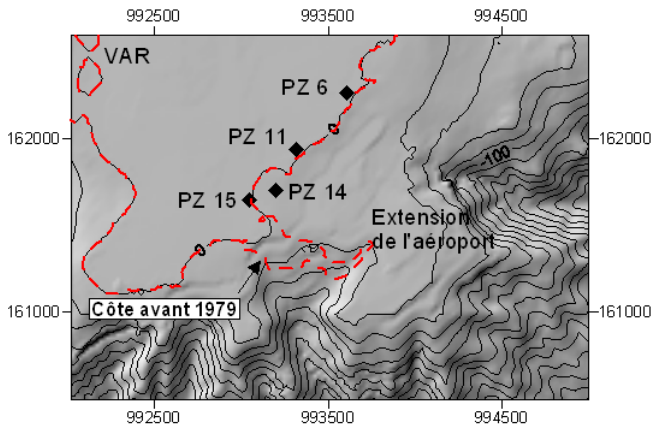 992500 993500 994500
VAR
PZ 6
162000 162000
PZ 11
-100
PZ 14
PZ 15
Extension
de l'aéroport
0
0
Côte avant 1979
161000 161000
992500 993500 994500